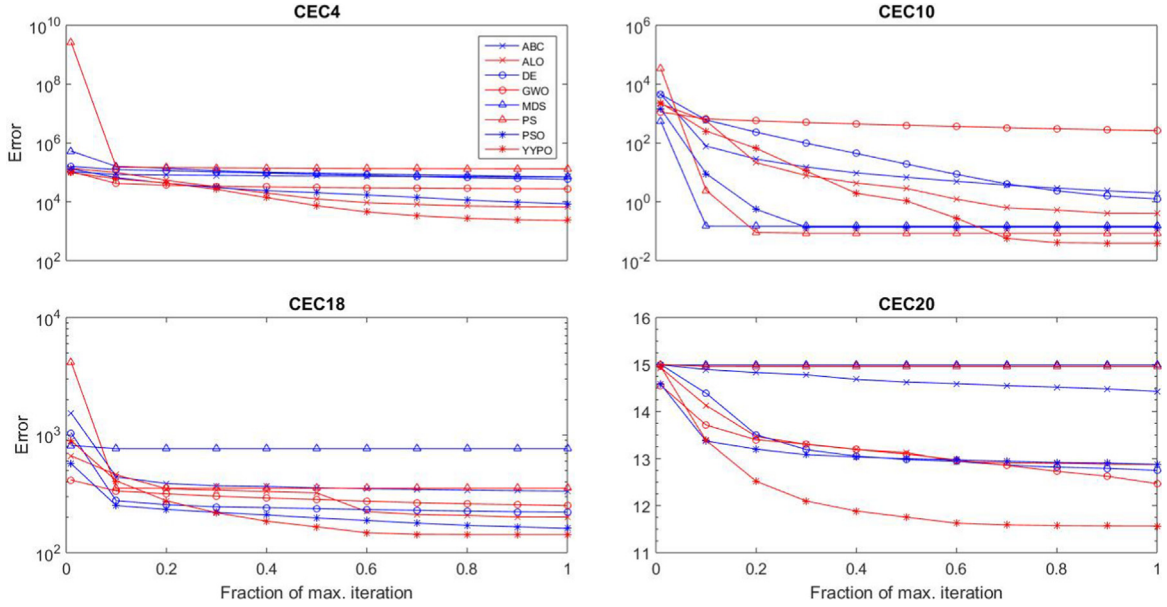 CEC4
10^10
10^8
10^6
10^4
10^2
Error
ABC
ALO
DE
GWO
MDS
PS
PSO
YYPO
CEC10
10^6
10^4
10^2
10^0
10^-2
CEC18
10^4
10^3
10^2
Error
0 0.2 0.4 0.6 0.8 1
Fraction of max. iteration
CEC20
16
15
14
13
12
11
0 0.2 0.4 0.6 0.8 1
Fraction of max. iteration